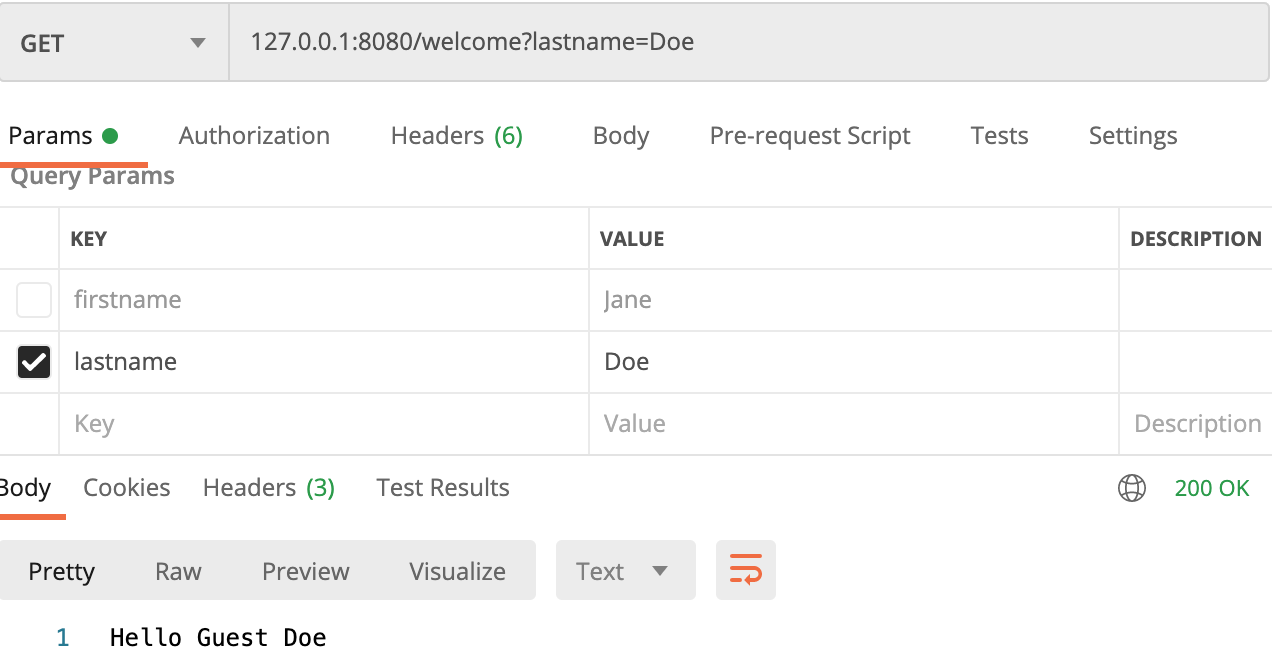 GET 127.0.0.1:8080/welcome?lastname=Doe
Params Authorization Headers (6) Body Pre-request Script Tests Settings
Query Params
KEY VALUE DESCRIPTION
firstname Jane
lastname Doe
Key Value Description
Body Cookies Headers (3) Test Results 200 OK
Pretty Raw Preview Visualize Text
1 Hello Guest Doe